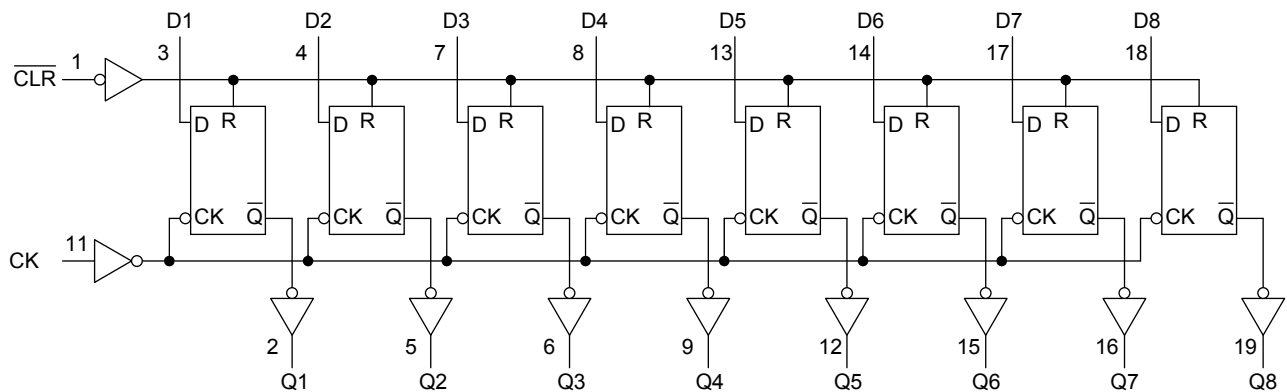 D1 D2 D3 D4 D5 D6 D7 D8
3 4 7 8 13 14 17 18
C̅L̅R̅ 1
D R D R D R D R D R D R D R D R
CK Q̅ CK Q̅ CK Q̅ CK Q̅ CK Q̅ CK Q̅ CK Q̅ CK Q̅
CK 11
2 5 6 9 12 15 16 19
Q1 Q2 Q3 Q4 Q5 Q6 Q7 Q8